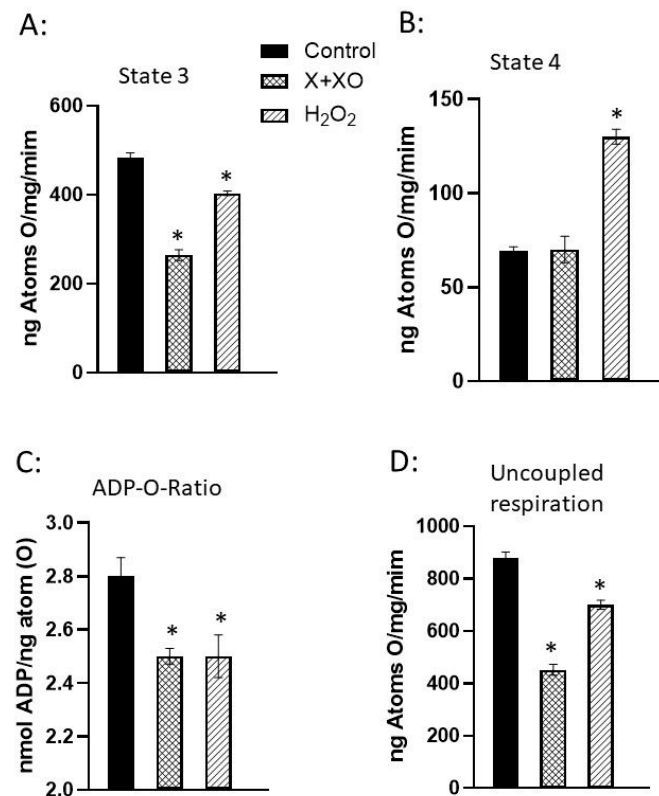 A:
State 3
ng Atoms O/mg/mim
600
400
200
0
*
*
Control
X+XO
H₂O₂
B:
State 4
ng Atoms O/mg/mim
150
100
50
0
*
C:
ADP-O-Ratio
nmol ADP/ng atom (O)
3.0
2.8
2.6
2.4
2.2
2.0
*
*
D:
Uncoupled
respiration
ng Atoms O/mg/mim
1000
800
600
400
200
0
*
*